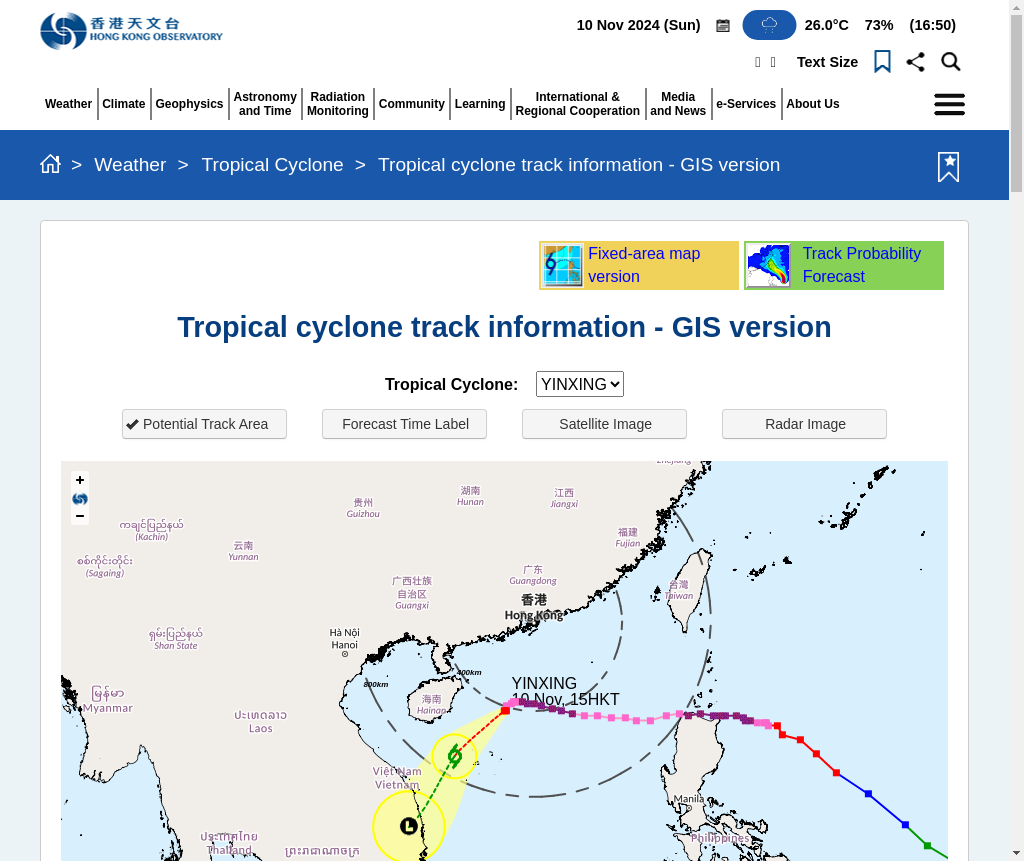 香港天文台
HONG KONG OBSERVATORY
10 Nov 2024 (Sun)
26.0°C
73%
(16:50)
Text Size
Weather
Climate
Geophysics
Astronomy
and Time
Radiation
Monitoring
Community
Learning
International &
Regional Cooperation
Media
and News
e-Services
About Us
> Weather > Tropical Cyclone > Tropical cyclone track information - GIS version
Fixed-area map
version
Track Probability
Forecast
Tropical cyclone track information - GIS version
Tropical Cyclone: YINXING
Potential Track Area
Forecast Time Label
Satellite Image
Radar Image
+
−
Zhejiang
湖南
Hunan
江西
Jiangxi
贵州
Guizhou
ကချင်ပြည်နယ်
(Kachin)
福建
Fujian
云南
Yunnan
စစ်ကိုင်းတိုင်း
(Sagaing)
广东
Guangdong
广西壮族
自治区
Guangxi
台灣
Taiwan
香港
Hong Kong
ရှမ်းပြည်နယ်
Shan State
Hà Nội
Hanoi
400km
800km
YINXING
10 Nov, 15HKT
မြန်မာ
Myanmar
海南
Hainan
ປະເທດລາວ
Laos
Việt Nam
Vietnam
Manila
Philippines
ประเทศไทย
Thailand
L